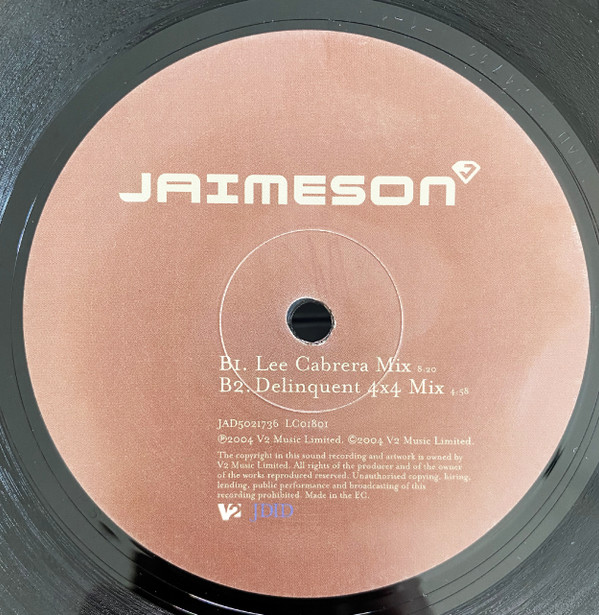 JAIMESON
B1. Lee Cabrera Mix 8:20
B2. Delinquent 4x4 Mix 4:58
JAD5021736 LC01801
℗2004 V2 Music Limited. ©2004 V2 Music Limited.
The copyright in this sound recording and artwork is owned by
V2 Music Limited. All rights of the producer and of the owner
of the works reproduced reserved. Unauthorised copying, hiring,
lending, public performance and broadcasting of this
recording prohibited. Made in the EC.
V2 JDID